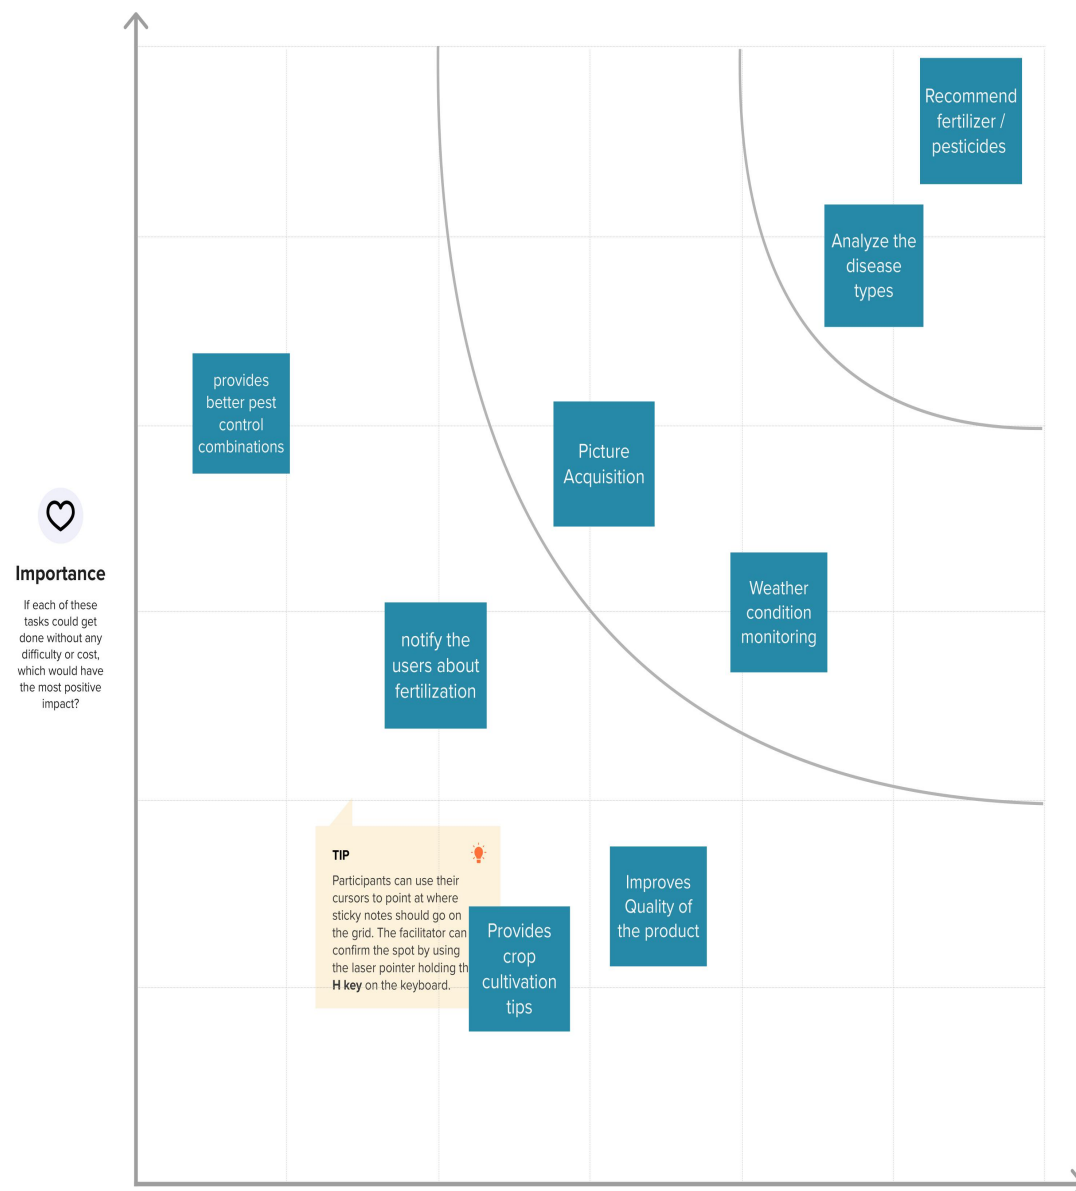 Recommend
fertilizer /
pesticides
Analyze the
disease
types
provides
better pest
control
combinations
Picture
Acquisition
Importance
If each of these
tasks could get
done without any
difficulty or cost,
which would have
the most positive
impact?
Weather
condition
monitoring
notify the
users about
fertilization
TIP
Participants can use their
cursors to point at where
sticky notes should go on
the grid. The facilitator can
confirm the spot by using
the laser pointer holding th
H key on the keyboard.
Improves
Quality of
the product
Provides
crop
cultivation
tips